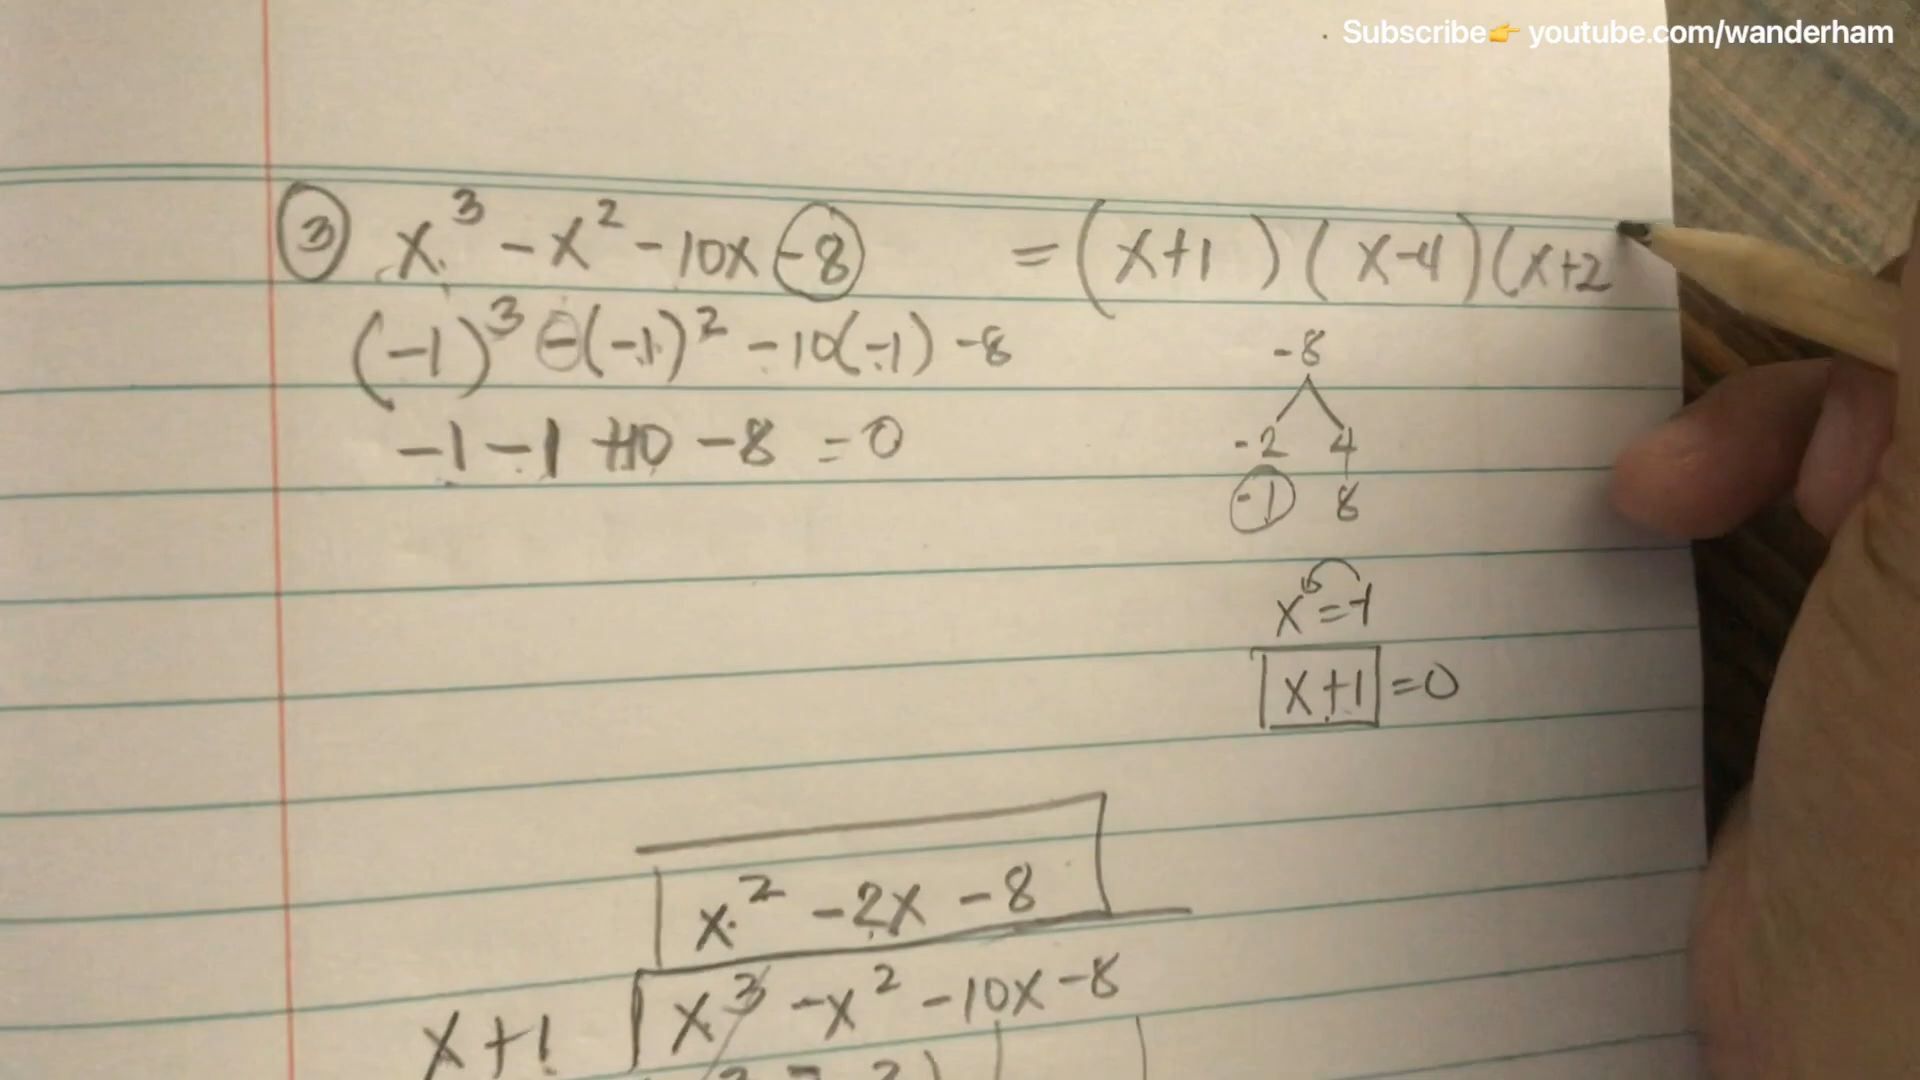 Subscribe👉 youtube.com/wanderham
③ x³ - x² - 10x - 8 = (x+1)(x-4)(x+2
(-1)³ - (-1)² - 10(-1) - 8
-1 - 1 + 10 - 8 = 0
-8
-2 4
-1 8
x = -1
x+1 = 0
x² - 2x - 8
x+1 x³ - x² - 10x - 8